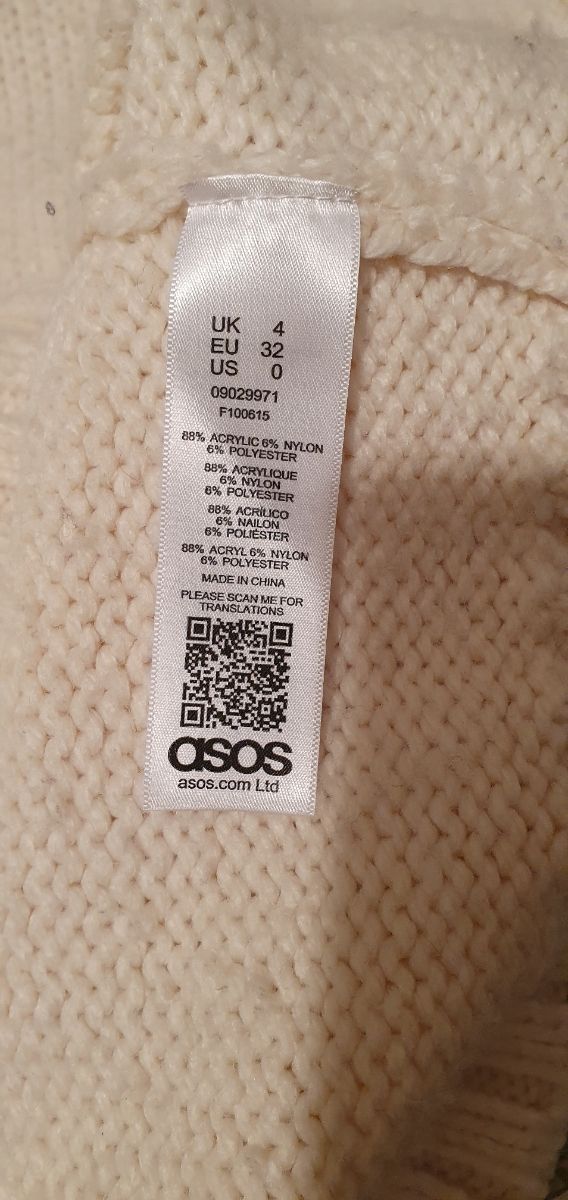 UK 4
EU 32
US 0
09029971
F100615
88% ACRYLIC 6% NYLON
6% POLYESTER
88% ACRYLIQUE
6% NYLON
6% POLYESTER
88% ACRÍLICO
6% NAILON
6% POLIÉSTER
88% ACRYL 6% NYLON
6% POLYESTER
MADE IN CHINA
PLEASE SCAN ME FOR
TRANSLATIONS
asos
asos.com Ltd